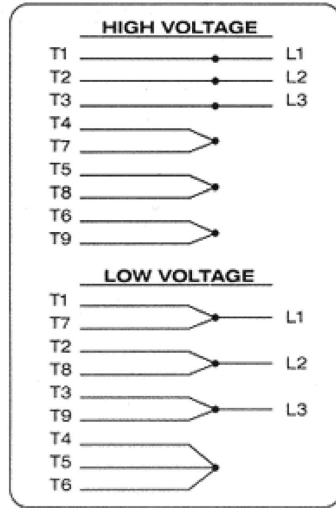 HIGH VOLTAGE
T1 L1
T2 L2
T3 L3
T4
T7
T5
T8
T6
T9
LOW VOLTAGE
T1
T7 L1
T2
T8 L2
T3
T9 L3
T4
T5
T6